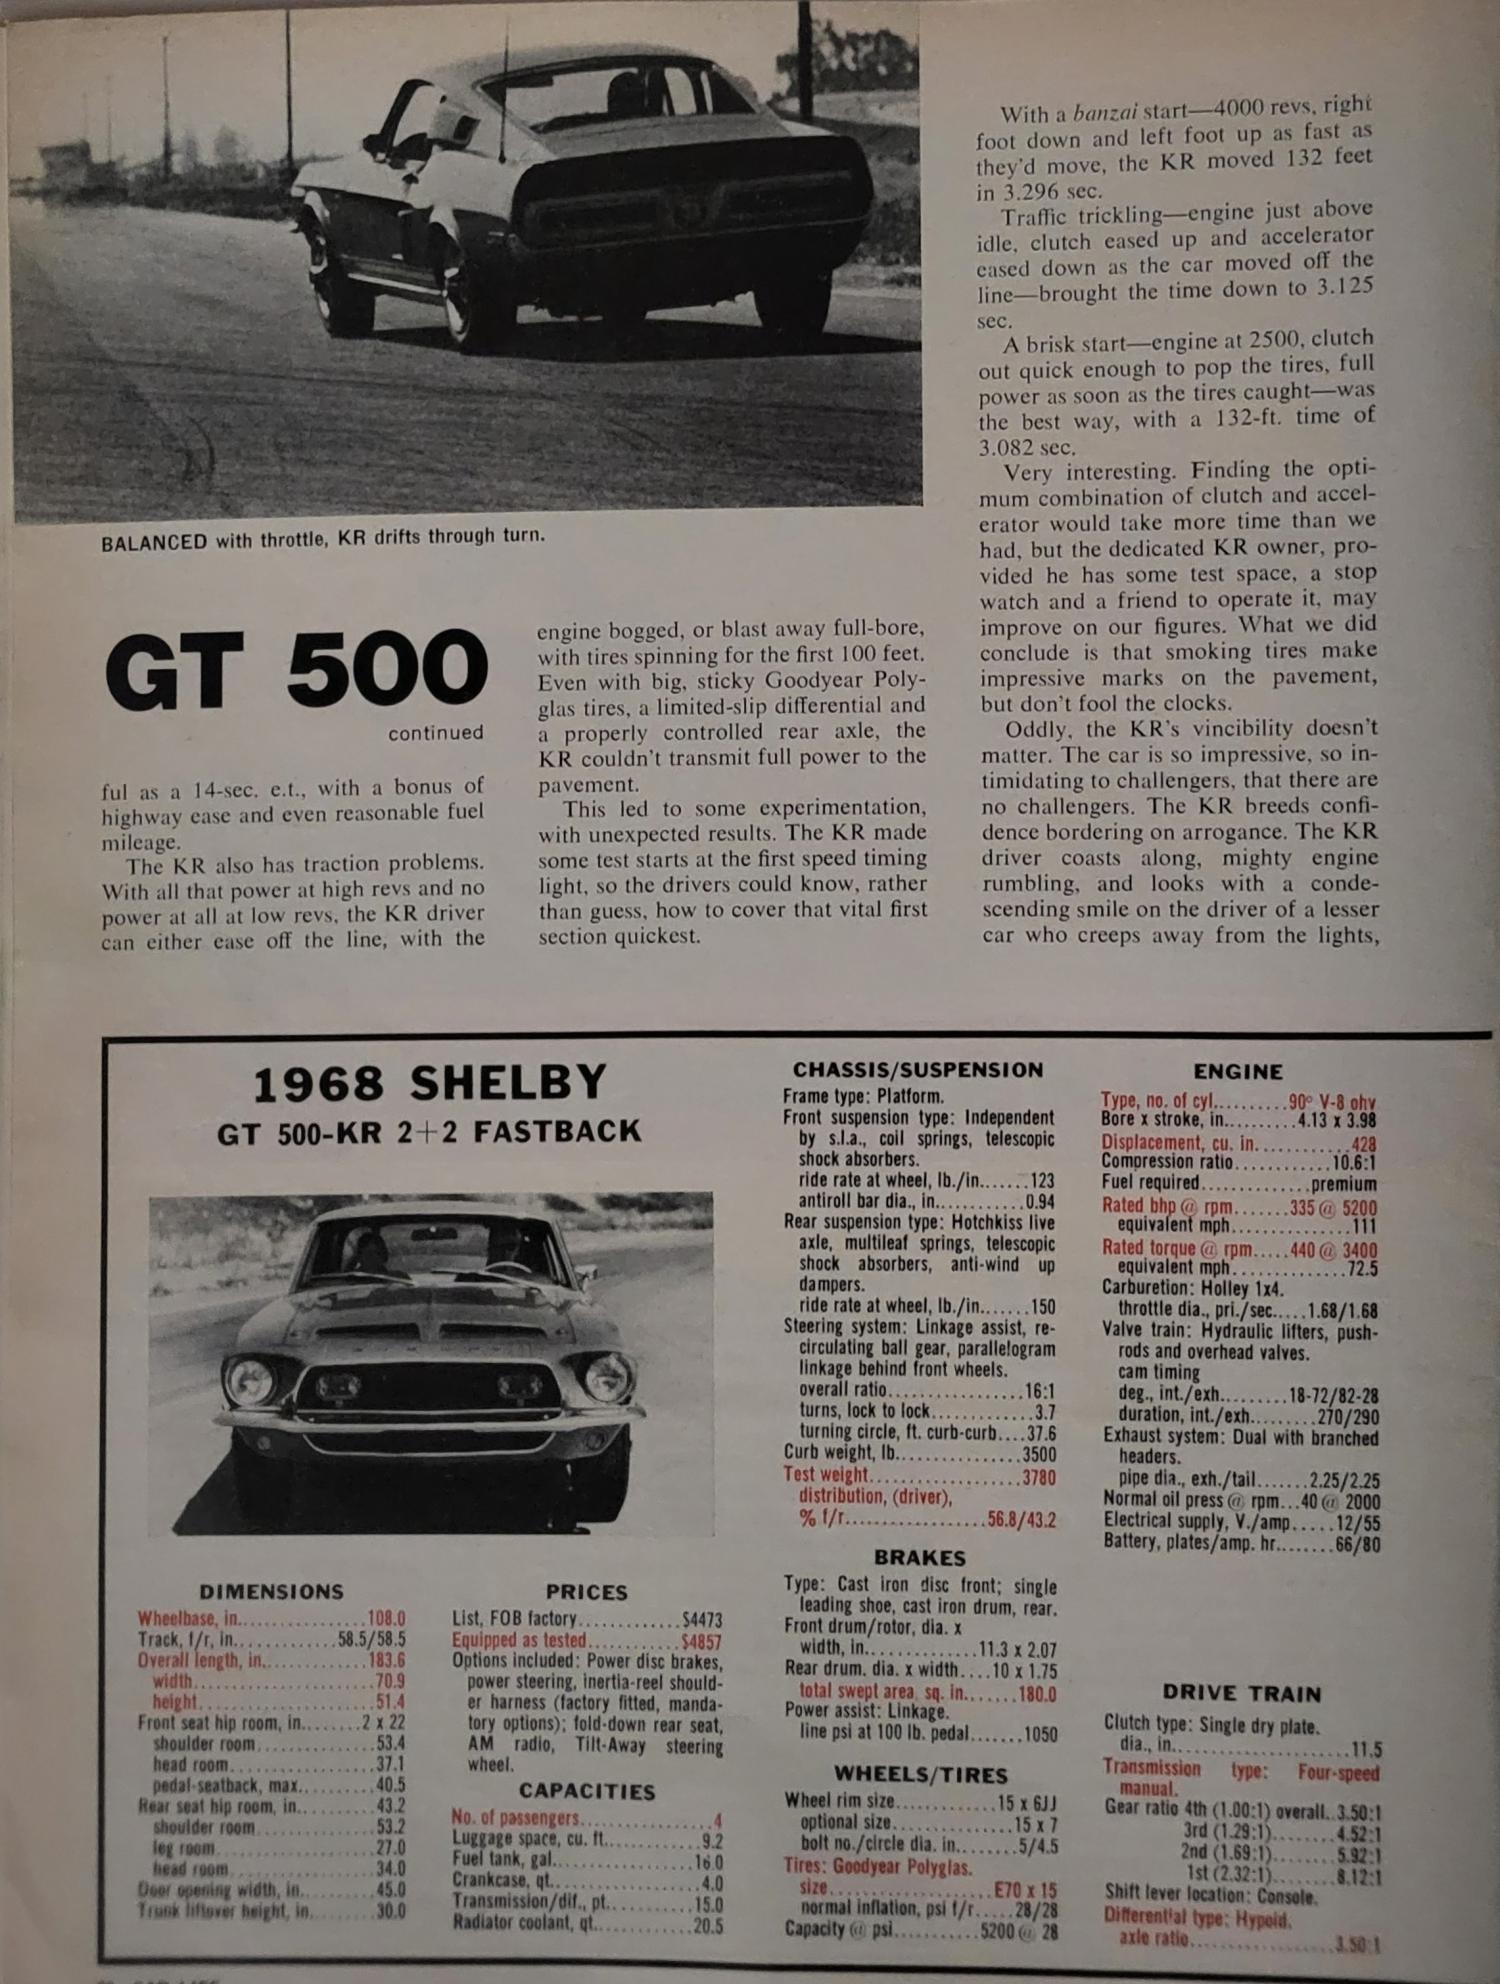 BALANCED with throttle, KR drifts through turn.
GT 500
continued
ful as a 14-sec. e.t., with a bonus of
highway ease and even reasonable fuel
mileage.
The KR also has traction problems.
With all that power at high revs and no
power at all at low revs, the KR driver
can either ease off the line, with the
engine bogged, or blast away full-bore,
with tires spinning for the first 100 feet.
Even with big, sticky Goodyear Poly-
glas tires, a limited-slip differential and
a properly controlled rear axle, the
KR couldn't transmit full power to the
pavement.
This led to some experimentation,
with unexpected results. The KR made
some test starts at the first speed timing
light, so the drivers could know, rather
than guess, how to cover that vital first
section quickest.
With a banzai start—4000 revs, right
foot down and left foot up as fast as
they'd move, the KR moved 132 feet
in 3.296 sec.
Traffic trickling—engine just above
idle, clutch eased up and accelerator
eased down as the car moved off the
line—brought the time down to 3.125
sec.
A brisk start—engine at 2500, clutch
out quick enough to pop the tires, full
power as soon as the tires caught—was
the best way, with a 132-ft. time of
3.082 sec.
Very interesting. Finding the opti-
mum combination of clutch and accel-
erator would take more time than we
had, but the dedicated KR owner, pro-
vided he has some test space, a stop
watch and a friend to operate it, may
improve on our figures. What we did
conclude is that smoking tires make
impressive marks on the pavement,
but don't fool the clocks.
Oddly, the KR's vincibility doesn't
matter. The car is so impressive, so in-
timidating to challengers, that there are
no challengers. The KR breeds confi-
dence bordering on arrogance. The KR
driver coasts along, mighty engine
rumbling, and looks with a conde-
scending smile on the driver of a lesser
car who creeps away from the lights,
1968 SHELBY
GT 500-KR 2+2 FASTBACK
DIMENSIONS
Wheelbase, in.................108.0
Track, f/r, in.............58.5/58.5
Overall length, in..............183.6
width........................70.9
height.......................51.4
Front seat hip room, in........2 x 22
shoulder room................53.4
head room....................37.1
pedal-seatback, max..........40.5
Rear seat hip room, in..........43.2
shoulder room................53.2
leg room.....................27.0
head room....................34.0
Door opening width, in..........45.0
Trunk liftover height, in.........30.0
PRICES
List, FOB factory.............$4473
Equipped as tested............$4857
Options included: Power disc brakes,
power steering, inertia-reel should-
er harness (factory fitted, manda-
tory options); fold-down rear seat,
AM radio, Tilt-Away steering
wheel.
CAPACITIES
No. of passengers.................4
Luggage space, cu. ft............9.2
Fuel tank, gal..................16.0
Crankcase, qt....................4.0
Transmission/dif., pt............15.0
Radiator coolant, qt............20.5
CHASSIS/SUSPENSION
Frame type: Platform.
Front suspension type: Independent
by s.l.a., coil springs, telescopic
shock absorbers.
ride rate at wheel, lb./in.......123
antiroll bar dia., in............0.94
Rear suspension type: Hotchkiss live
axle, multileaf springs, telescopic
shock absorbers, anti-wind up
dampers.
ride rate at wheel, lb./in.......150
Steering system: Linkage assist, re-
circulating ball gear, parallelogram
linkage behind front wheels.
overall ratio.................16:1
turns, lock to lock.............3.7
turning circle, ft. curb-curb....37.6
Curb weight, lb................3500
Test weight....................3780
distribution, (driver),
% f/r..................56.8/43.2
BRAKES
Type: Cast iron disc front; single
leading shoe, cast iron drum, rear.
Front drum/rotor, dia. x
width, in..............11.3 x 2.07
Rear drum. dia. x width....10 x 1.75
total swept area, sq. in.......180.0
Power assist: Linkage.
line psi at 100 lb. pedal.......1050
WHEELS/TIRES
Wheel rim size.............15 x 6JJ
optional size...............15 x 7
bolt no./circle dia. in........5/4.5
Tires: Goodyear Polyglas.
size....................E70 x 15
normal inflation, psi f/r.....28/28
Capacity @ psi...........5200 @ 28
ENGINE
Type, no. of cyl..........90° V-8 ohv
Bore x stroke, in..........4.13 x 3.98
Displacement, cu. in.............428
Compression ratio............10.6:1
Fuel required..............premium
Rated bhp @ rpm.......335 @ 5200
equivalent mph................111
Rated torque @ rpm.....440 @ 3400
equivalent mph...............72.5
Carburetion: Holley 1x4.
throttle dia., pri./sec.....1.68/1.68
Valve train: Hydraulic lifters, push-
rods and overhead valves.
cam timing
deg., int./exh.........18-72/82-28
duration, int./exh.........270/290
Exhaust system: Dual with branched
headers.
pipe dia., exh./tail.......2.25/2.25
Normal oil press @ rpm...40 @ 2000
Electrical supply, V./amp.....12/55
Battery, plates/amp. hr........66/80
DRIVE TRAIN
Clutch type: Single dry plate.
dia., in......................11.5
Transmission type: Four-speed
manual.
Gear ratio 4th (1.00:1) overall..3.50:1
3rd (1.29:1)........4.52:1
2nd (1.69:1)........5.92:1
1st (2.32:1)........8.12:1
Shift lever location: Console.
Differential type: Hypoid.
axle ratio....................3.50:1